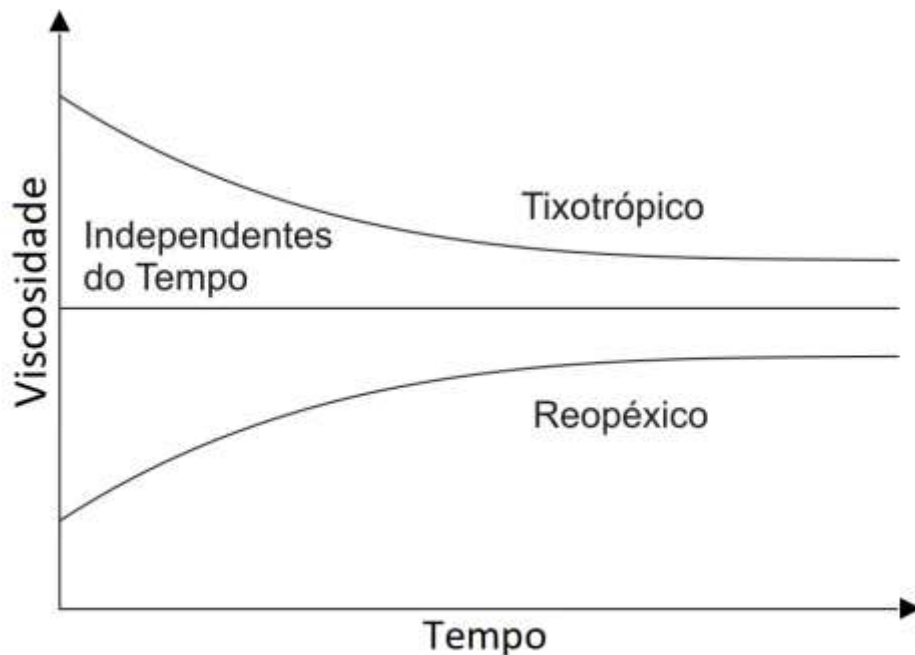 Tixotrópico
Independentes
do Tempo
Viscosidade
Reopéxico
Tempo